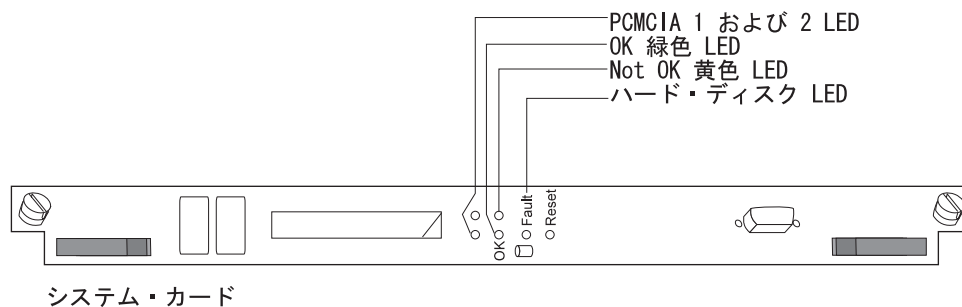 PCMCIA 1 および 2 LED
OK 緑色 LED
Not OK 黄色 LED
ハード・ディスク LED
OK
Fault
Reset
システム・カード